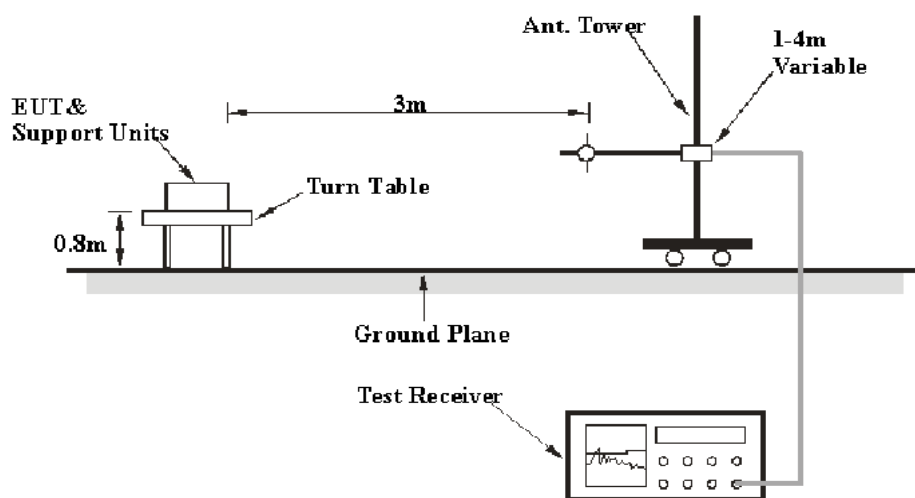 Ant. Tower
1-4m
Variable
EUT&
Support Units
3m
Turn Table
0.8m
Ground Plane
Test Receiver